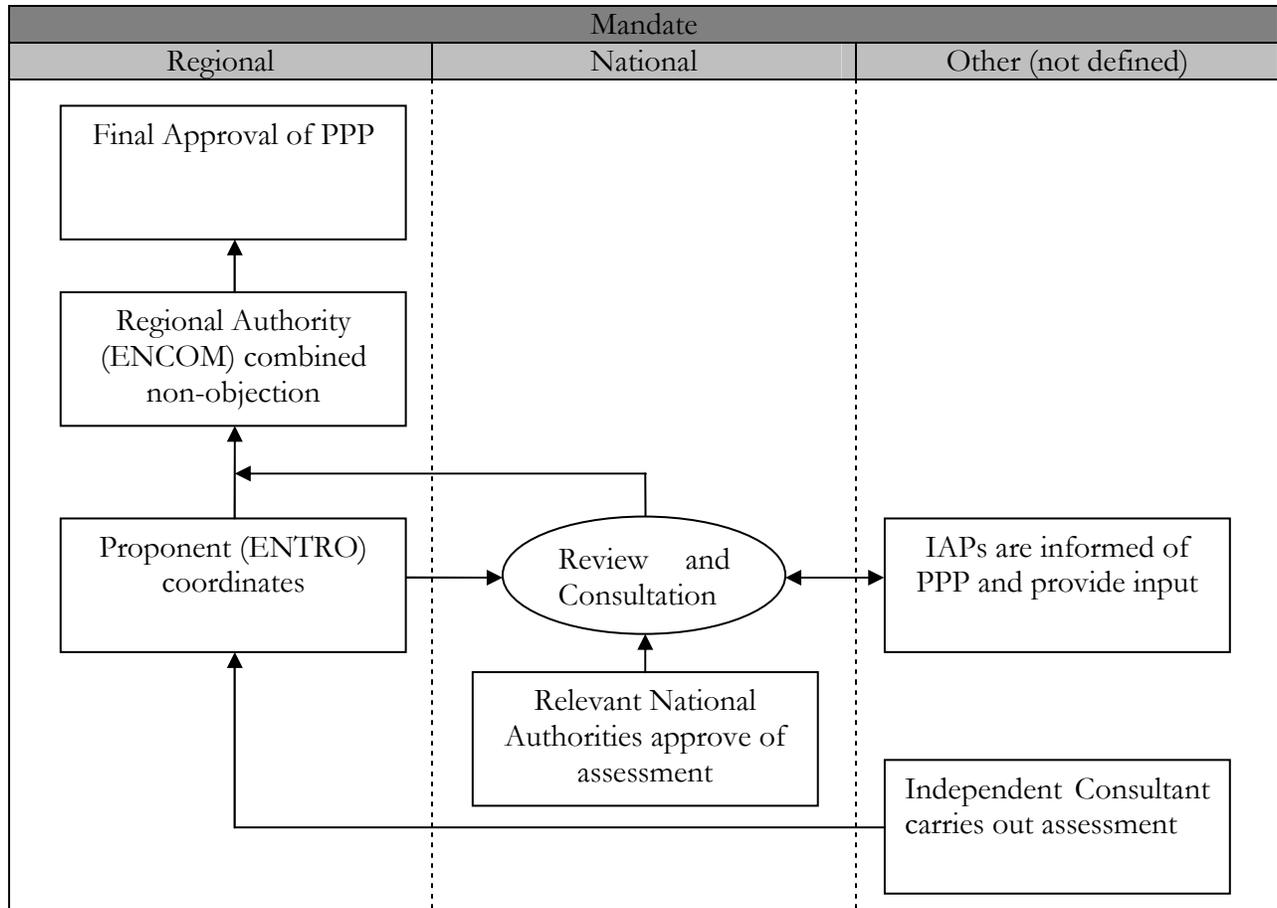 Mandate
Regional
National
Other (not defined)
Final Approval of PPP
Regional Authority
(ENCOM) combined
non-objection
Proponent (ENTRO)
coordinates
Review and
Consultation
IAPs are informed of
PPP and provide input
Relevant National
Authorities approve of
assessment
Independent Consultant
carries out assessment